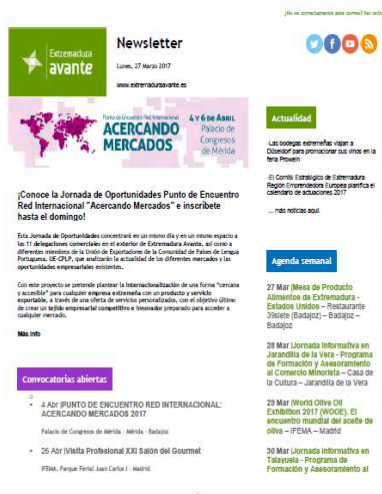 ¿No ve correctamente este correo? Ver onli
Extremadura
avante
Newsletter
Lunes, 27 Marzo 2017
www.extremaduraavante.es
Punto de Encuentro Red Internacional
ACERCANDO
MERCADOS
4 Y 6 DE ABRIL
Palacio de
Congresos
de Mérida
¡Conoce la Jornada de Oportunidades Punto de Encuentro
Red Internacional "Acercando Mercados" e inscríbete
hasta el domingo!
Esta Jornada de Oportunidades concentrará en un mismo día y en un mismo espacio a
las 11 delegaciones comerciales en el exterior de Extremadura Avante, así como a
diferentes miembros de la Unión de Exportadores de la Comunidad de Países de Lengua
Portuguesa, UE-CPLP, que analizarán la actualidad de los diferentes mercados y las
oportunidades empresariales existentes.
Con este proyecto se pretende plantear la internacionalización de una forma "cercana
y accesible" para cualquier empresa extremeña con un producto y servicio
exportable, a través de una oferta de servicios personalizados, con el objetivo último
de crear un tejido empresarial competitivo e innovador preparado para acceder a
cualquier mercado.
Más info
Convocatorias abiertas
4 Abr |PUNTO DE ENCUENTRO RED INTERNACIONAL:
ACERCANDO MERCADOS 2017
Palacio de Congresos de Mérida - Mérida - Badajoz
26 Abr |Visita Profesional XXI Salón del Gourmet
IFEMA, Parque Ferial Juan Carlos I - Madrid)
Actualidad
-Las bodegas extremeñas viajan a
Düseldorf para promocionar sus vinos en la
feria Prowein
-El Comité Estratégico de Extremadura
Región Emprendedora Europea planifica el
calendario de actuaciones 2017
... más noticias aquí.
Agenda semanal
27 Mar |Mesa de Producto
Alimentos de Extremadura -
Estados Unidos – Restaurante
39siete (Badajoz) – Badajoz –
Badajoz
28 Mar |Jornada Informativa en
Jarandilla de la Vera - Programa
de Formación y Asesoramiento
al Comercio Minorista – Casa de
la Cultura – Jarandilla de la Vera
29 Mar |World Olive Oil
Exhibition 2017 (WOOE). El
encuentro mundial del aceite de
oliva – IFEMA – Madrid
30 Mar |Jornada Informativa en
Talayuela - Programa de
Formación y Asesoramiento al